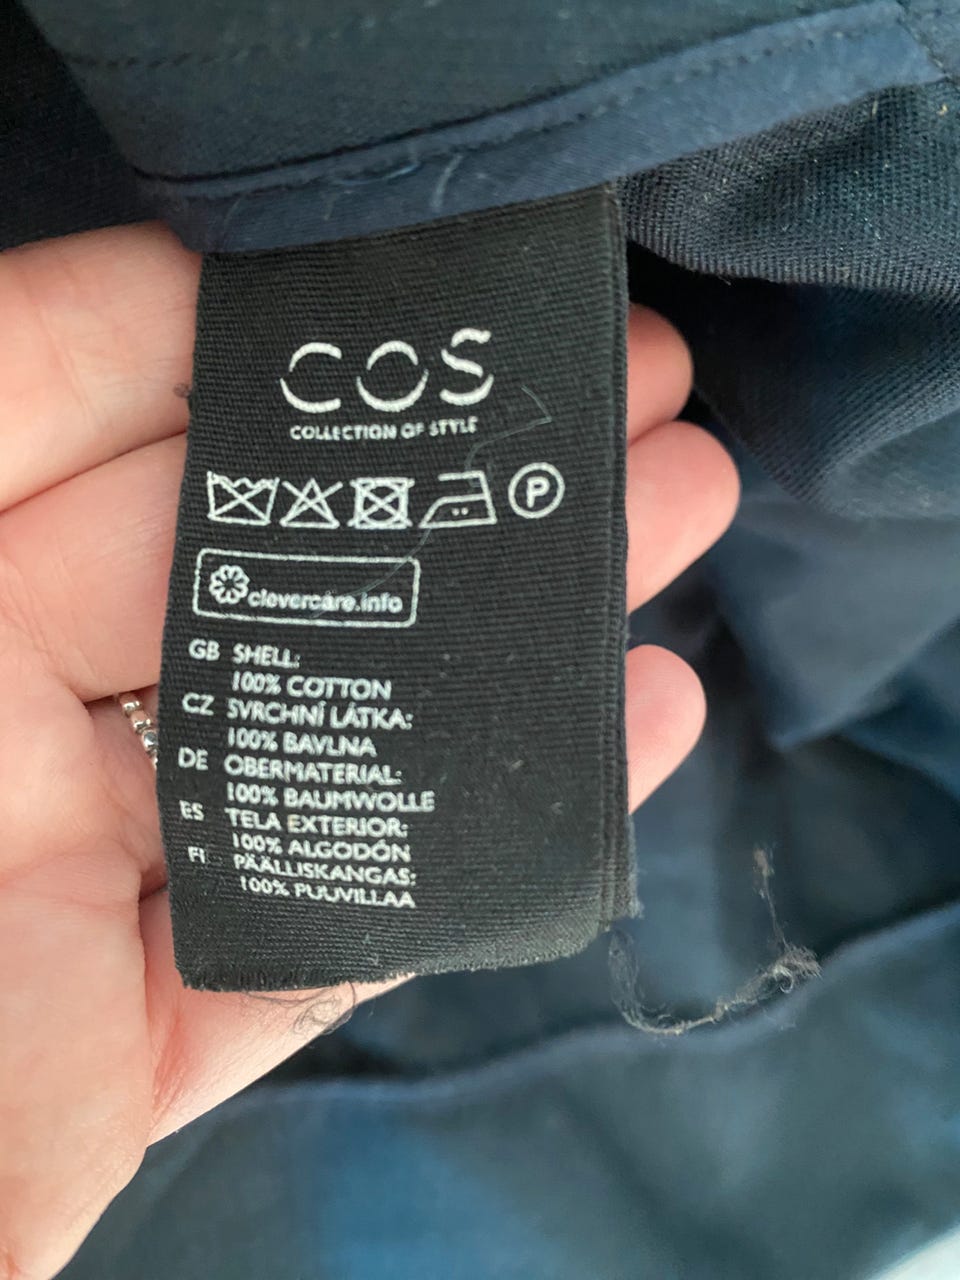 COS
COLLECTION OF STYLE
P
clevercare.info
GB SHELL:
100% COTTON
CZ SVRCHNÍ LÁTKA:
100% BAVLNA
DE OBERMATERIAL:
100% BAUMWOLLE
ES TELA EXTERIOR:
100% ALGODÓN
FI PÄÄLLISKANGAS:
100% PUUVILLAA